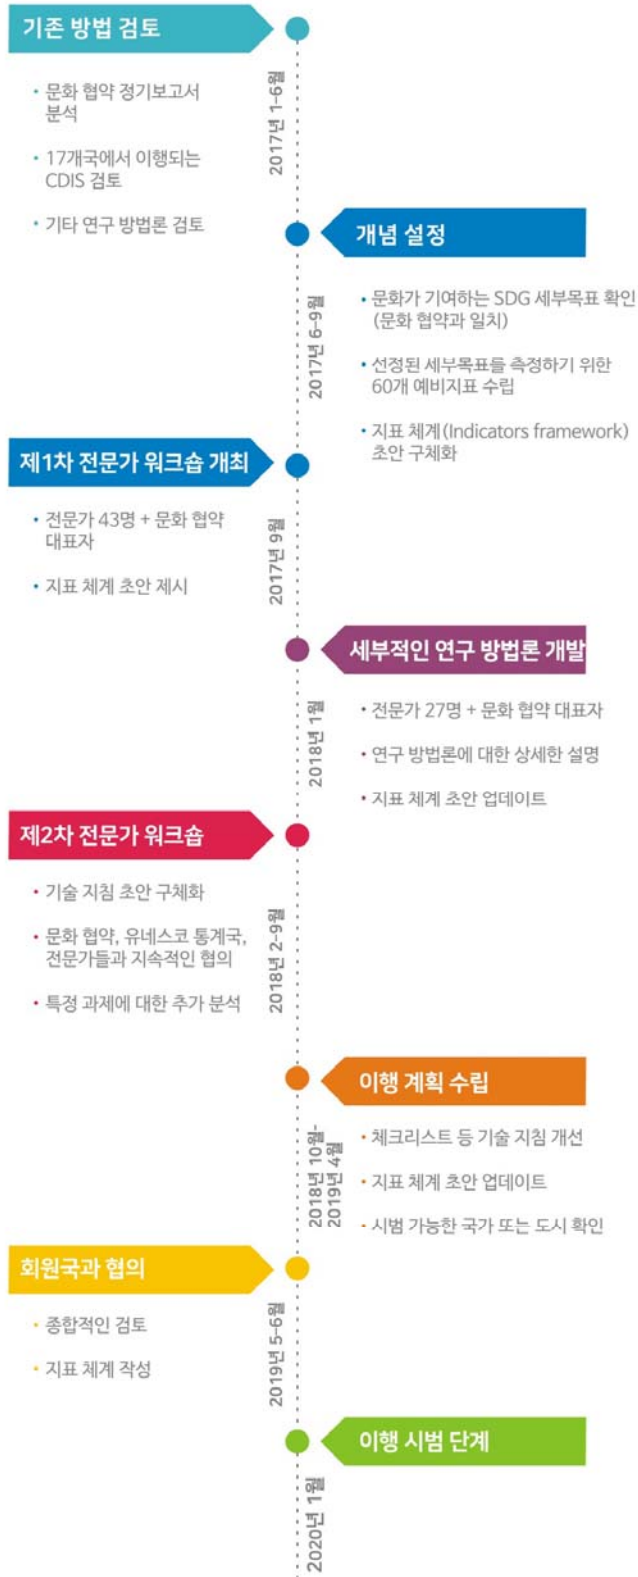 기존 방법 검토
2017년 1-6월
• 문화 협약 정기보고서
분석
• 17개국에서 이행되는
CDIS 검토
• 기타 연구 방법론 검토
개념 설정
2017년 6-9월
• 문화가 기여하는 SDG 세부목표 확인
(문화 협약과 일치)
• 선정된 세부목표를 측정하기 위한
60개 예비지표 수립
• 지표 체계(Indicators framework)
초안 구체화
제1차 전문가 워크숍 개최
2017년 9월
• 전문가 43명 + 문화 협약
대표자
• 지표 체계 초안 제시
세부적인 연구 방법론 개발
2018년 1월
• 전문가 27명 + 문화 협약 대표자
• 연구 방법론에 대한 상세한 설명
• 지표 체계 초안 업데이트
제2차 전문가 워크숍
2018년 2-9월
• 기술 지침 초안 구체화
• 문화 협약, 유네스코 통계국,
전문가들과 지속적인 협의
• 특정 과제에 대한 추가 분석
이행 계획 수립
2018년 10월-
2019년 4월
• 체크리스트 등 기술 지침 개선
• 지표 체계 초안 업데이트
- 시범 가능한 국가 또는 도시 확인
회원국과 협의
2019년 5-6월
• 종합적인 검토
• 지표 체계 작성
이행 시범 단계
2020년 1월